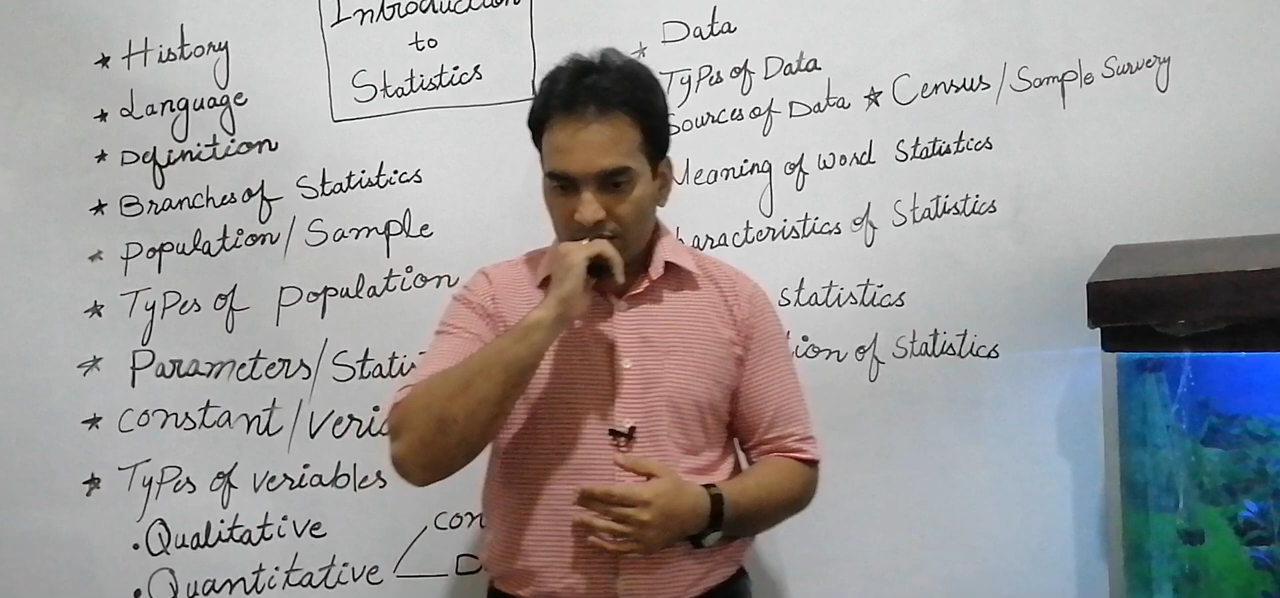 Introduction
to
Statistics
* History
* Language
* Definition
* Branches of Statistics
* Population/Sample
* Types of Population
* Parameters/Stati
* Constant/Veria
* Types of veriables
• Qualitative
• Quantitative
con
D
* Data
Types of Data
Sources of Data * Census/Sample Survery
Meaning of word Statistics
haracteristics of Statistics
statistics
ion of Statistics